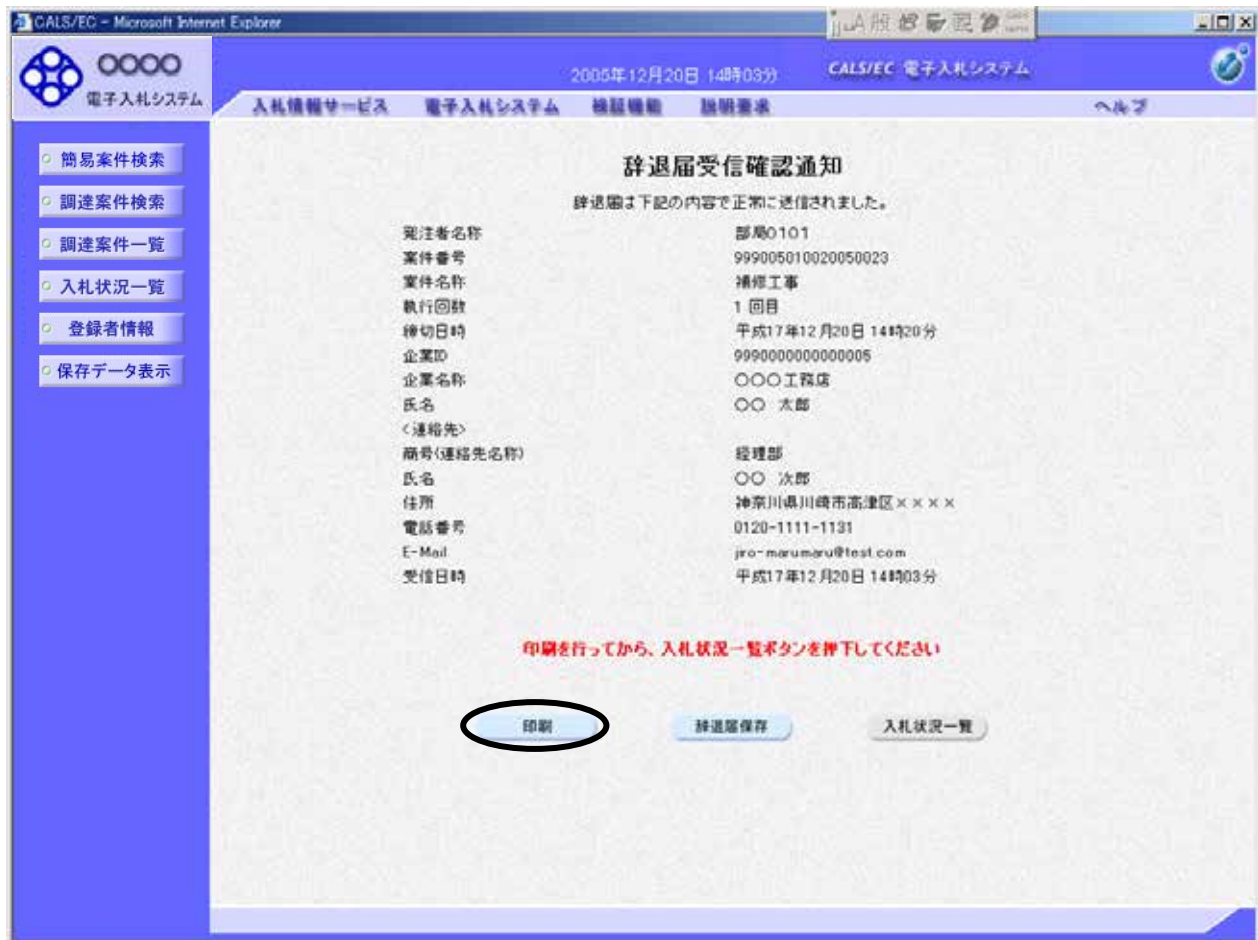 CALS/EC - Microsoft Internet Explorer
○○○○
電子入札システム
2005年12月20日 14時03分
CALS/EC 電子入札システム
入札情報サービス 電子入札システム 検証機能 説明要求 ヘルプ
簡易案件検索
調達案件検索
調達案件一覧
入札状況一覧
登録者情報
保存データ表示
辞退届受信確認通知
辞退届は下記の内容で正常に送信されました。
発注者名称 部局0101
案件番号 999005010020050023
案件名称 補修工事
執行回数 1 回目
締切日時 平成17年12月20日 14時20分
企業ID 9990000000000005
企業名称 ○○○工務店
氏名 ○○ 太郎
<連絡先>
商号(連絡先名称) 経理部
氏名 ○○ 次郎
住所 神奈川県川崎市高津区××××
電話番号 0120-1111-1131
E-Mail jiro-marumaru@test.com
受信日時 平成17年12月20日 14時03分
印刷を行ってから、入札状況一覧ボタンを押下してください
印刷 辞退届保存 入札状況一覧